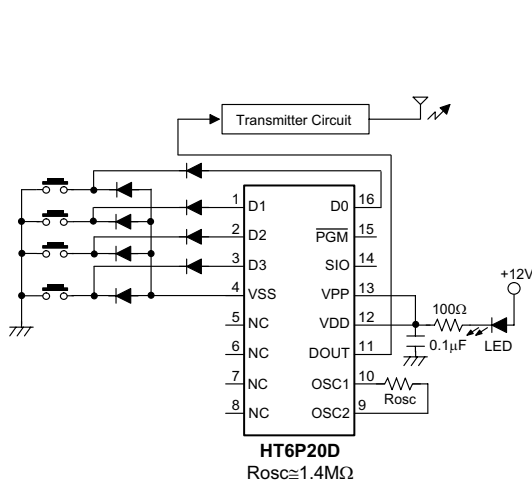 Transmitter Circuit
1 D1 D0 16
2 D2 PGM 15
3 D3 SIO 14
4 VSS VPP 13
5 NC VDD 12
6 NC DOUT 11
7 NC OSC1 10
8 NC OSC2 9
+12V
100Ω
0.1μF
LED
Rosc
HT6P20D
Rosc≅1.4MΩ